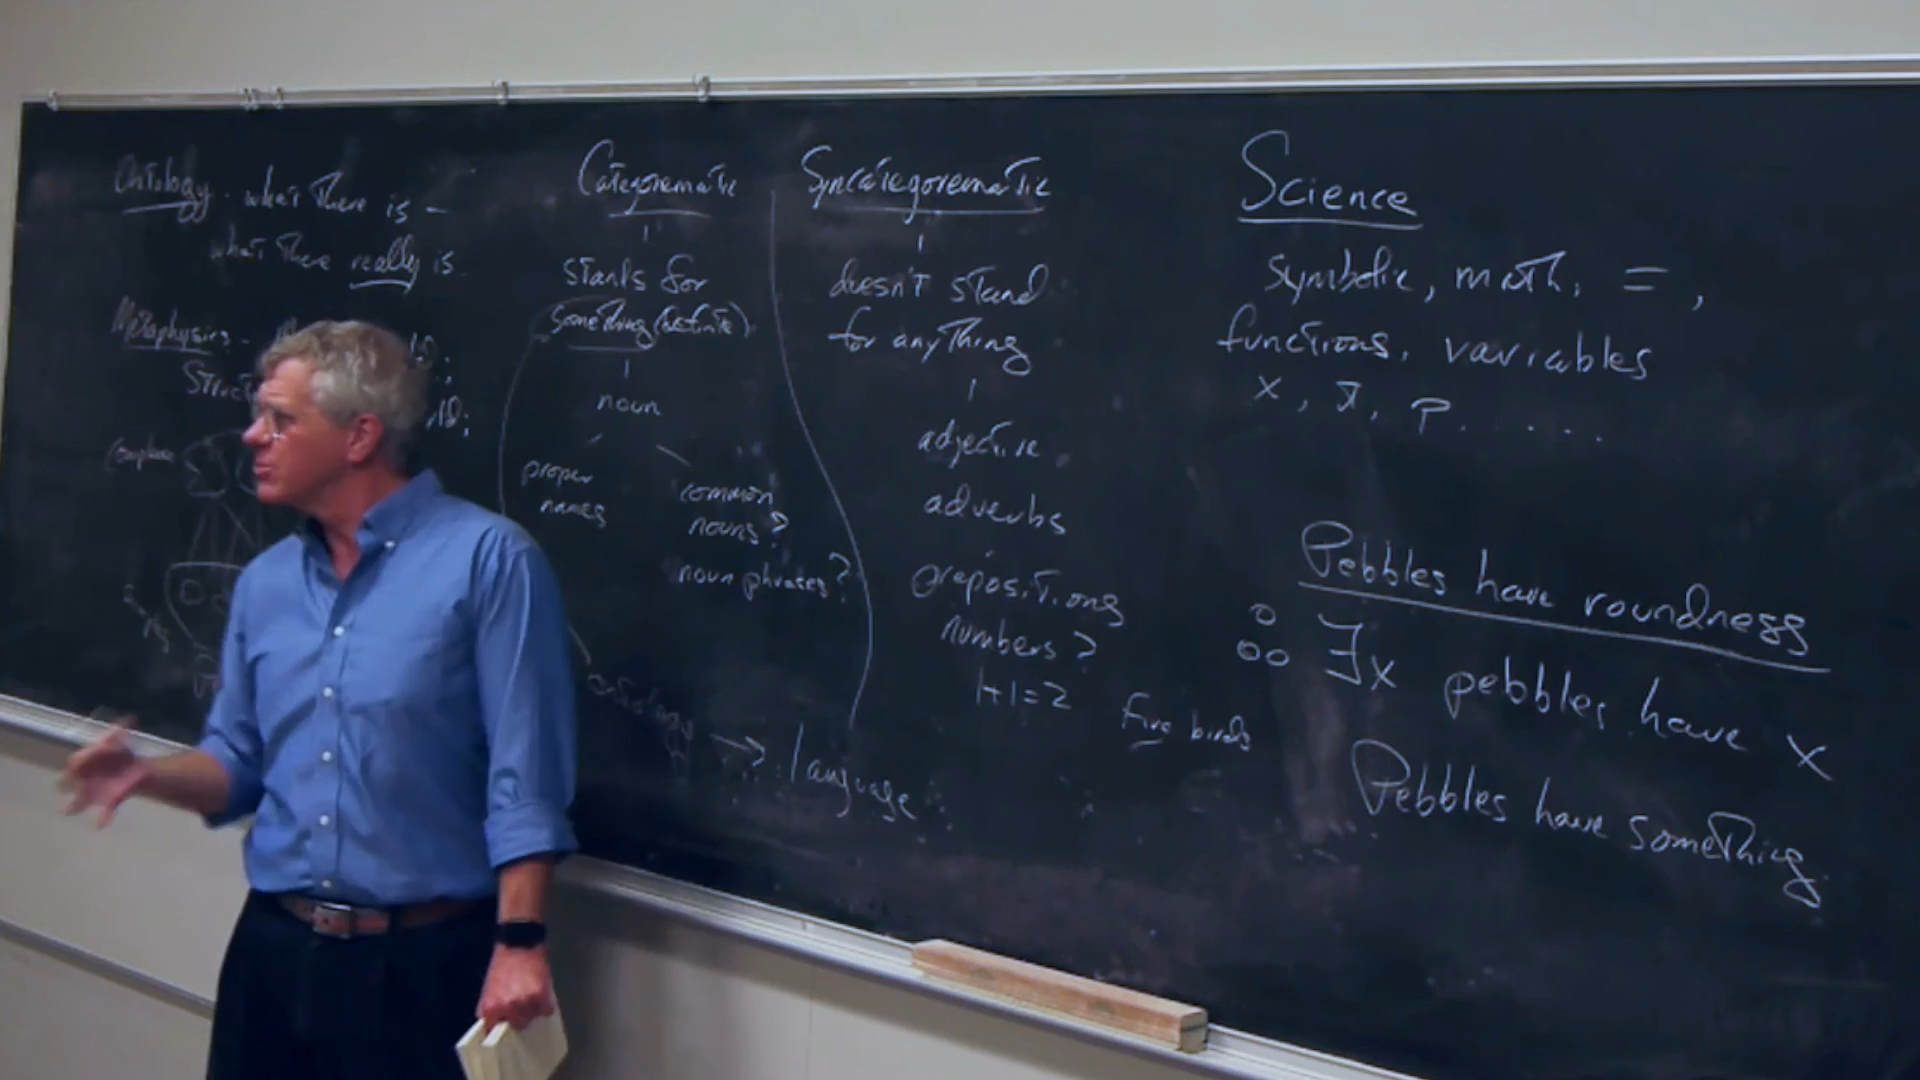 Ontology - what there is -
what there really is.
Metaphysics -
Categorematic
stands for
something (definite)
noun
proper
names
common
nouns?
noun phrases?
ontology → language
Syncategorematic
doesn't stand
for anything
adjective
adverbs
prepositions
numbers?
1+1=2
five birds
Science
symbolic, math, =,
functions, variables
x, y, p.....
Pebbles have roundness
∃x pebbles have x
Pebbles have something